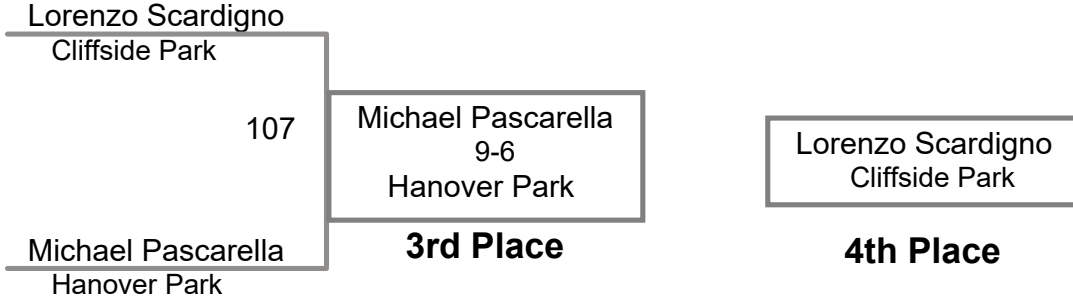 Lorenzo Scardigno
Cliffside Park
107
Michael Pascarella
Hanover Park
Michael Pascarella
9-6
Hanover Park
3rd Place
Lorenzo Scardigno
Cliffside Park
4th Place